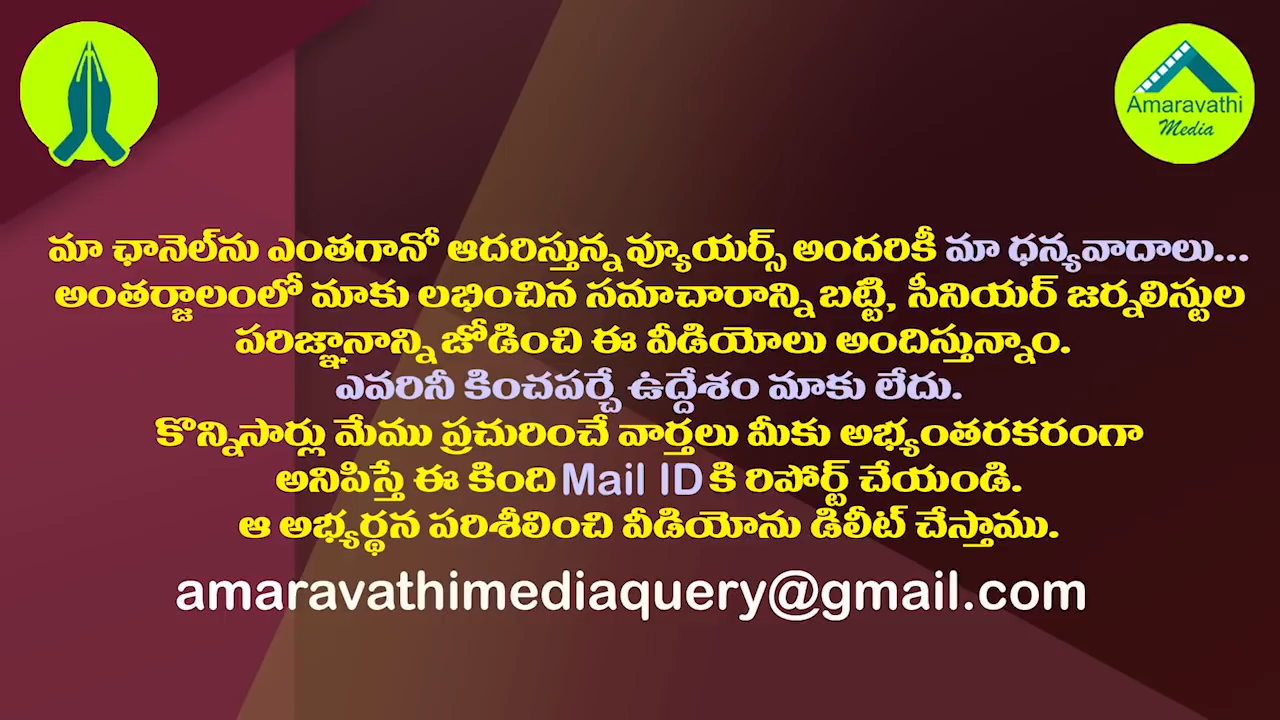 Amaravathi
Media
మా ఛానెల్‌ను ఎంతగానో ఆదరిస్తున్న వ్యూయర్స్ అందరికీ మా ధన్యవాదాలు...
అంతర్జాలంలో మాకు లభించిన సమాచారాన్ని బట్టి, సీనియర్ జర్నలిస్టుల
పరిజ్ఞానాన్ని జోడించి ఈ వీడియోలు అందిస్తున్నాం.
ఎవరినీ కించపర్చే ఉద్దేశం మాకు లేదు.
కొన్నిసార్లు మేము ప్రచురించే వార్తలు మీకు అభ్యంతరకరంగా
అనిపిస్తే ఈ కింది Mail ID కి రిపోర్ట్ చేయండి.
ఆ అభ్యర్థన పరిశీలించి వీడియోను డిలీట్ చేస్తాము.
amaravathimediaquery@gmail.com